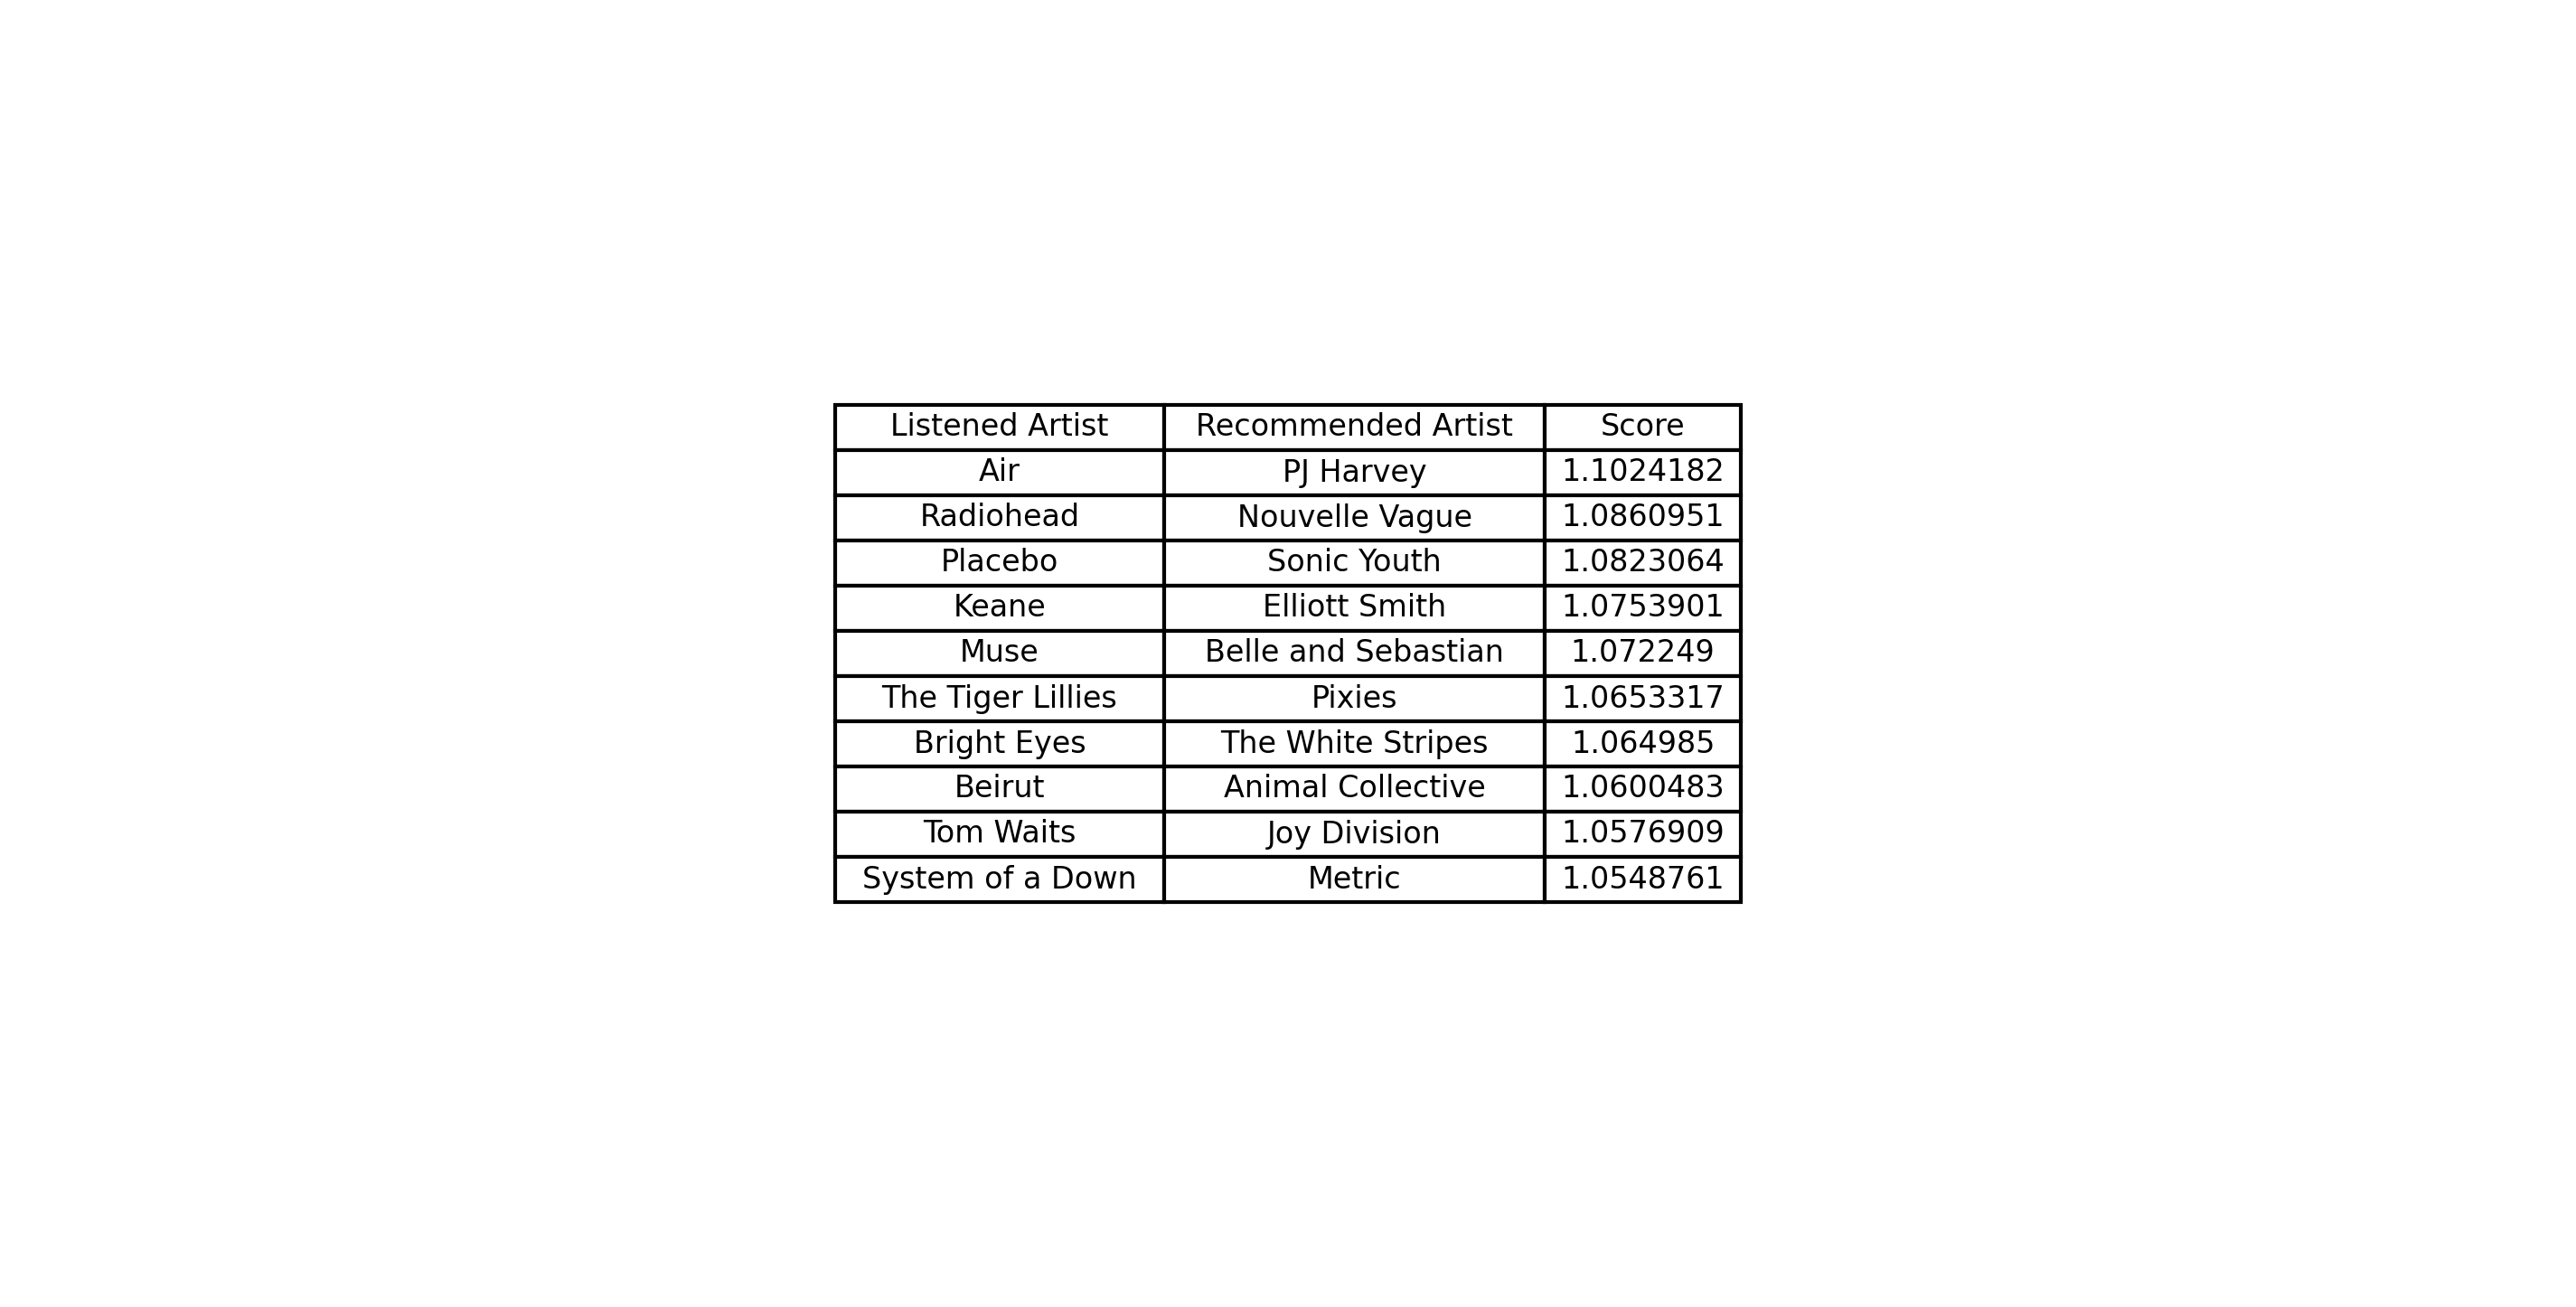 Listened Artist Recommended Artist Score
Air PJ Harvey 1.1024182
Radiohead Nouvelle Vague 1.0860951
Placebo Sonic Youth 1.0823064
Keane Elliott Smith 1.0753901
Muse Belle and Sebastian 1.072249
The Tiger Lillies Pixies 1.0653317
Bright Eyes The White Stripes 1.064985
Beirut Animal Collective 1.0600483
Tom Waits Joy Division 1.0576909
System of a Down Metric 1.0548761